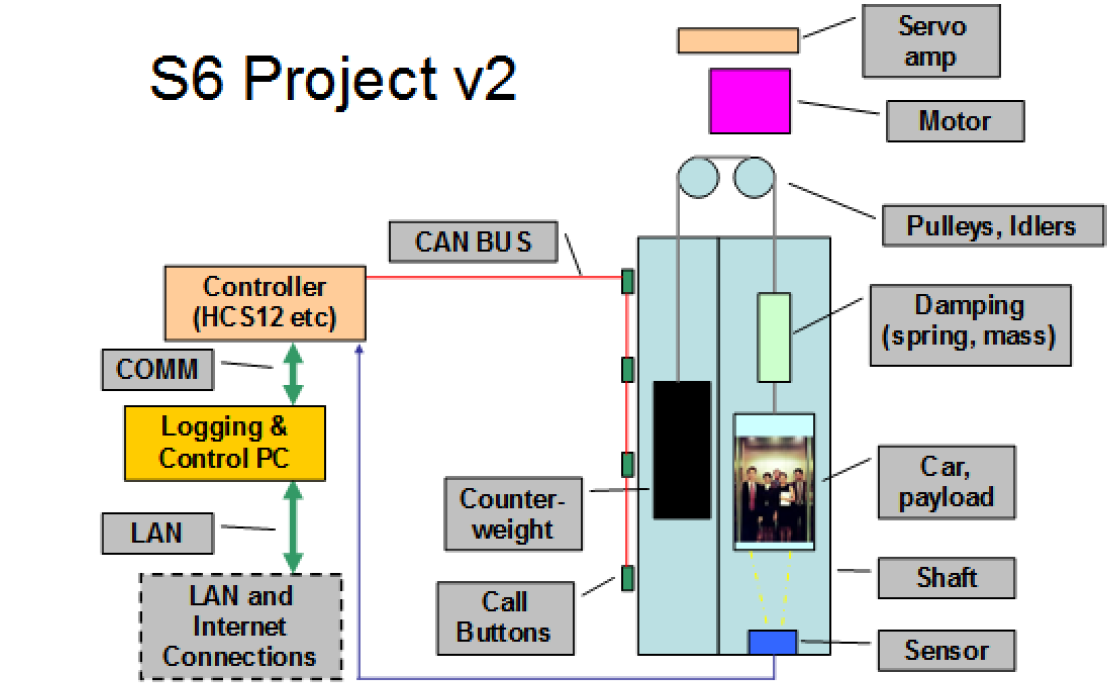 S6 Project v2
Servo
amp
Motor
Pulleys, Idlers
CAN BUS
Controller
(HCS12 etc)
Damping
(spring, mass)
COMM
Logging &
Control PC
Car,
payload
Counter-
weight
LAN
Shaft
LAN and
Internet
Connections
Call
Buttons
Sensor